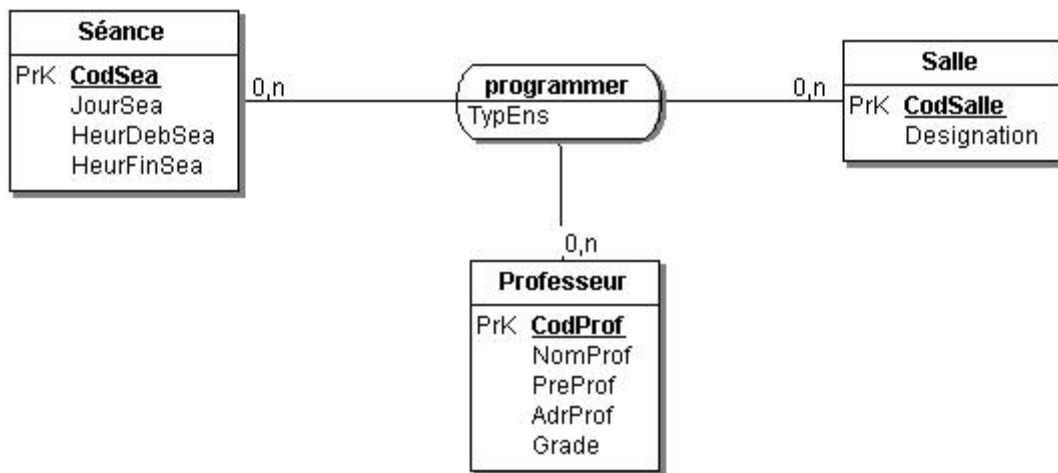 Séance
PrK CodSea
JourSea
HeurDebSea
HeurFinSea
0,n
programmer
TypEns
0,n
Salle
PrK CodSalle
Designation
0,n
Professeur
PrK CodProf
NomProf
PreProf
AdrProf
Grade